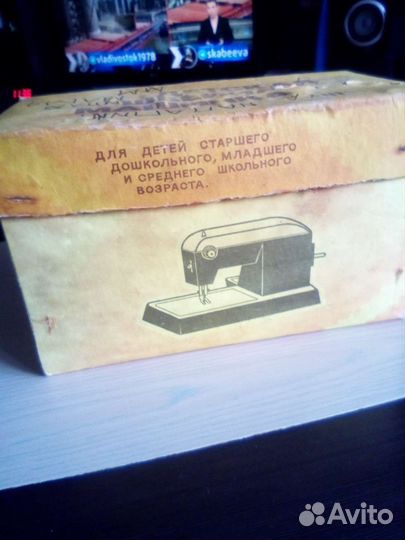 @vladivostok1978
@skabeeva
ДЛЯ ДЕТЕЙ СТАРШЕГО
ДОШКОЛЬНОГО, МЛАДШЕГО
И СРЕДНЕГО ШКОЛЬНОГО
ВОЗРАСТА.
Avito